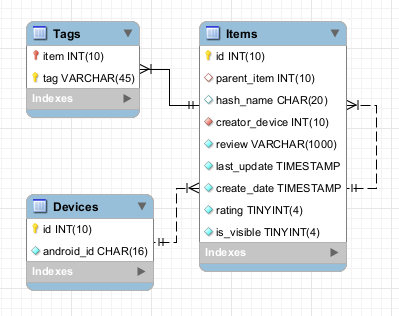 Tags
item INT(10)
tag VARCHAR(45)
Indexes
Items
id INT(10)
parent_item INT(10)
hash_name CHAR(20)
creator_device INT(10)
review VARCHAR(1000)
last_update TIMESTAMP
create_date TIMESTAMP
rating TINYINT(4)
is_visible TINYINT(4)
Indexes
Devices
id INT(10)
android_id CHAR(16)
Indexes